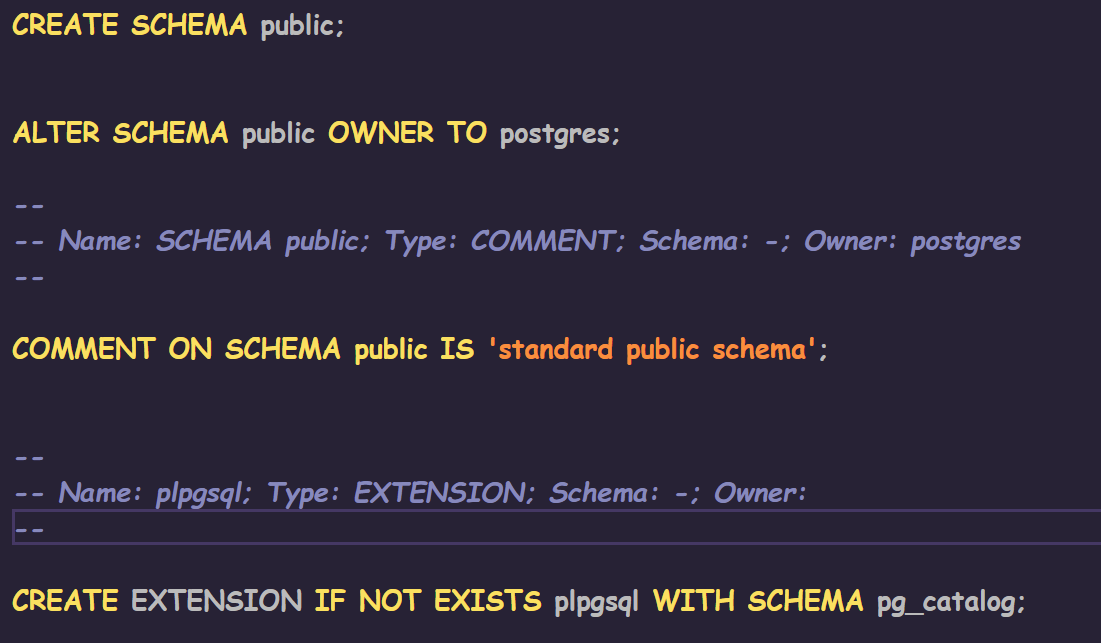 CREATE SCHEMA public;
ALTER SCHEMA public OWNER TO postgres;
--
-- Name: SCHEMA public; Type: COMMENT; Schema: -; Owner: postgres
--
COMMENT ON SCHEMA public IS 'standard public schema';
--
-- Name: plpgsql; Type: EXTENSION; Schema: -; Owner:
--
CREATE EXTENSION IF NOT EXISTS plpgsql WITH SCHEMA pg_catalog;